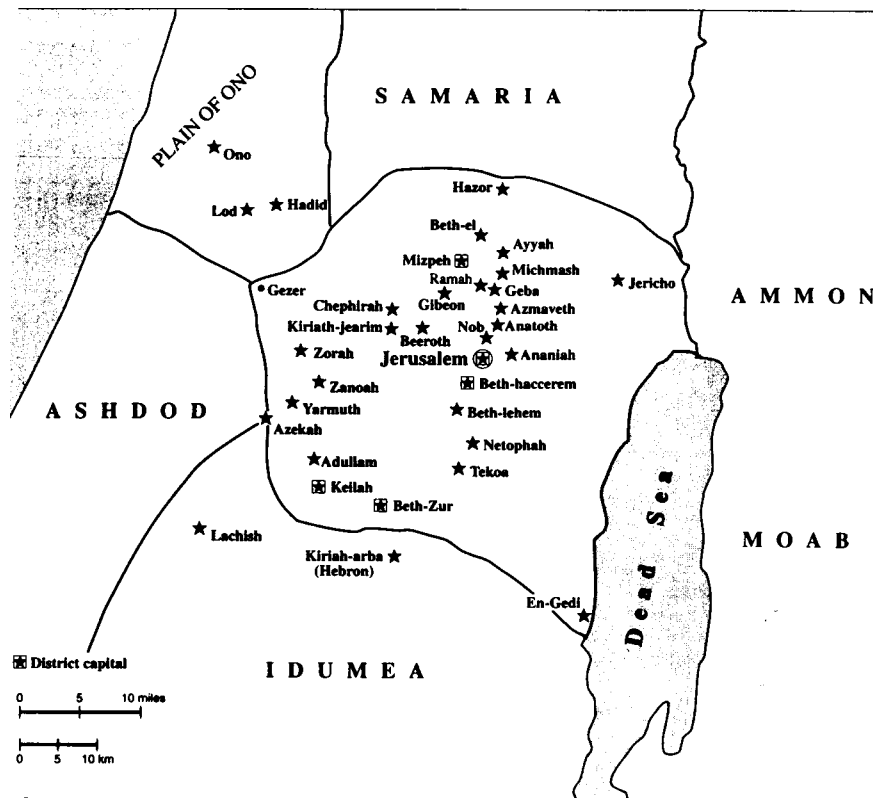 SAMARIA
PLAIN OF ONO
Ono
Hazor
Lod
Hadid
Beth-el
Ayyah
Mizpeh
Michmash
Ramah
Jericho
Gezer
Geba
Gibeon
AMMON
Chephirah
Azmaveth
Kiriath-jearim
Nob
Anatoth
Beeroth
Zorah
Jerusalem
Ananiah
Zanoah
Beth-haccerem
ASHDOD
Yarmuth
Beth-lehem
Azekah
Netophah
Adullam
Tekoa
Keilah
Beth-Zur
Lachish
MOAB
Kiriah-arba
(Hebron)
Dead Sea
En-Gedi
District capital
IDUMEA
0 5 10 miles
0 5 10 km